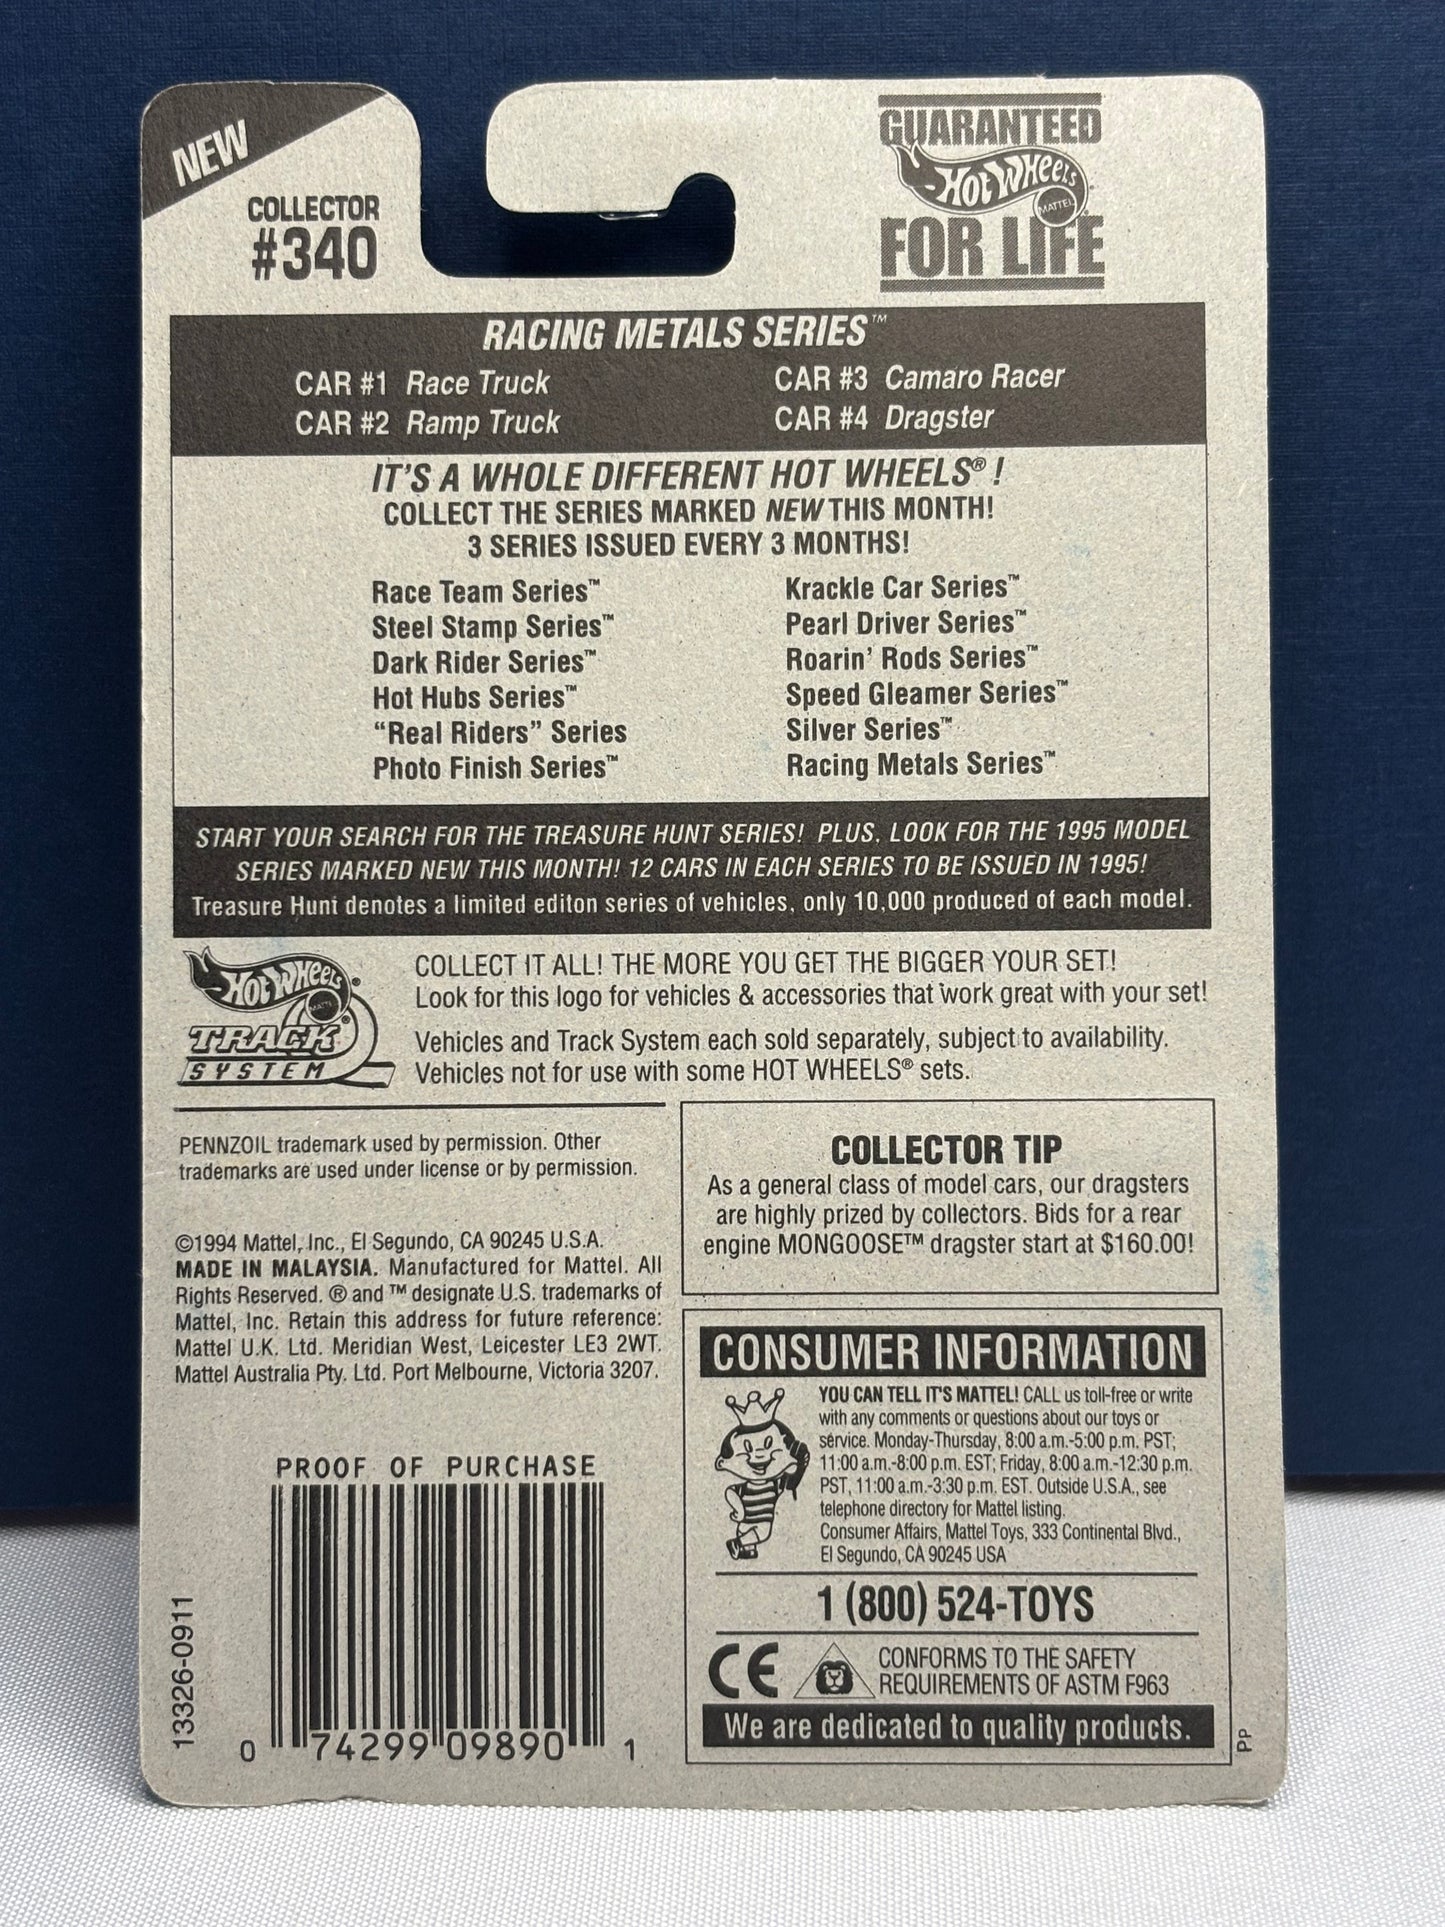 NEW
COLLECTOR
#340
GUARANTEED
HOT WHEELS
MATTEL
FOR LIFE
RACING METALS SERIES™
CAR #1 Race Truck
CAR #2 Ramp Truck
CAR #3 Camaro Racer
CAR #4 Dragster
IT'S A WHOLE DIFFERENT HOT WHEELS® !
COLLECT THE SERIES MARKED NEW THIS MONTH!
3 SERIES ISSUED EVERY 3 MONTHS!
Race Team Series™
Steel Stamp Series™
Dark Rider Series™
Hot Hubs Series™
“Real Riders” Series
Photo Finish Series™
Krackle Car Series™
Pearl Driver Series™
Roarin’ Rods Series™
Speed Gleamer Series™
Silver Series™
Racing Metals Series™
START YOUR SEARCH FOR THE TREASURE HUNT SERIES! PLUS, LOOK FOR THE 1995 MODEL
SERIES MARKED NEW THIS MONTH! 12 CARS IN EACH SERIES TO BE ISSUED IN 1995!
Treasure Hunt denotes a limited editon series of vehicles, only 10,000 produced of each model.
HOT WHEELS®
MATTEL
TRACK®
SYSTEM
COLLECT IT ALL! THE MORE YOU GET THE BIGGER YOUR SET!
Look for this logo for vehicles & accessories that work great with your set!
Vehicles and Track System each sold separately, subject to availability.
Vehicles not for use with some HOT WHEELS® sets.
PENNZOIL trademark used by permission. Other
trademarks are used under license or by permission.
©1994 Mattel, Inc., El Segundo, CA 90245 U.S.A.
MADE IN MALAYSIA. Manufactured for Mattel. All
Rights Reserved. ® and ™ designate U.S. trademarks of
Mattel, Inc. Retain this address for future reference:
Mattel U.K. Ltd. Meridian West, Leicester LE3 2WT.
Mattel Australia Pty. Ltd. Port Melbourne, Victoria 3207.
COLLECTOR TIP
As a general class of model cars, our dragsters
are highly prized by collectors. Bids for a rear
engine MONGOOSE™ dragster start at $160.00!
CONSUMER INFORMATION
YOU CAN TELL IT'S MATTEL! CALL us toll-free or write
with any comments or questions about our toys or
service. Monday-Thursday, 8:00 a.m.-5:00 p.m. PST;
11:00 a.m.-8:00 p.m. EST; Friday, 8:00 a.m.-12:30 p.m.
PST, 11:00 a.m.-3:30 p.m. EST. Outside U.S.A., see
telephone directory for Mattel listing.
Consumer Affairs, Mattel Toys, 333 Continental Blvd.,
El Segundo, CA 90245 USA
1 (800) 524-TOYS
CE
CONFORMS TO THE SAFETY
REQUIREMENTS OF ASTM F963
We are dedicated to quality products.
PP
PROOF OF PURCHASE
0 74299 09890 1
13326-0911